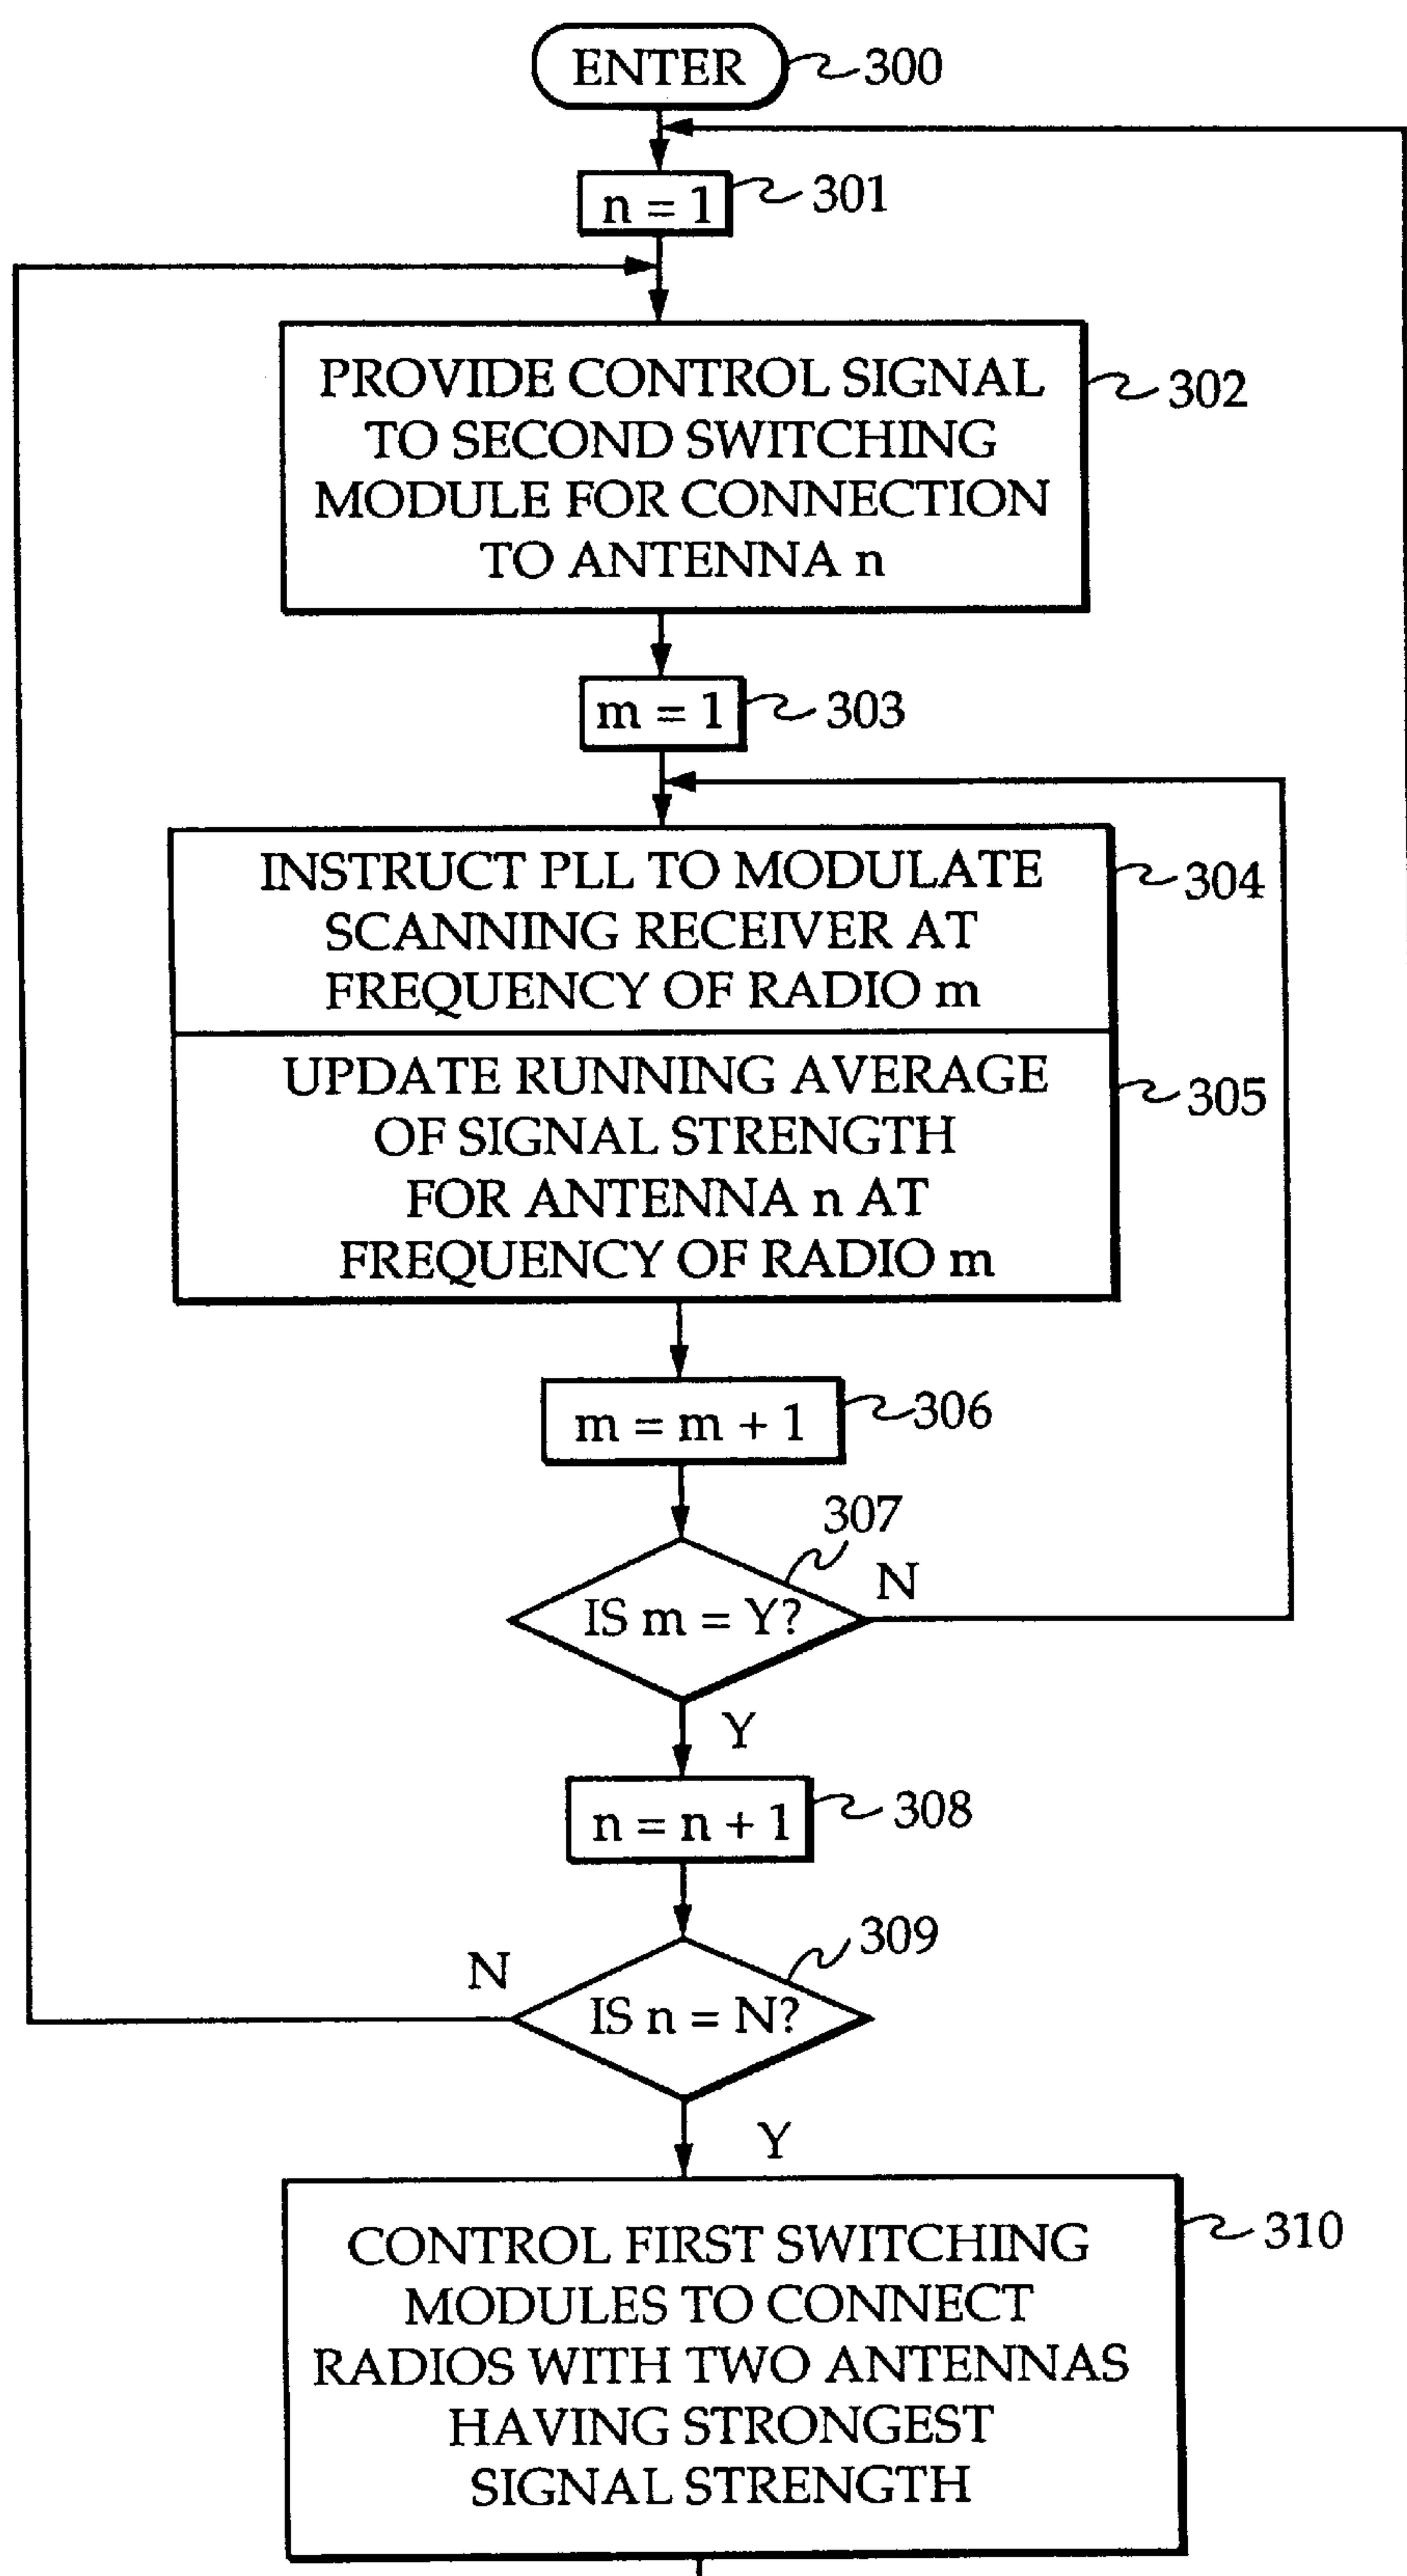 ENTER
300
n = 1
301
PROVIDE CONTROL SIGNAL
TO SECOND SWITCHING
MODULE FOR CONNECTION
TO ANTENNA n
302
m = 1
303
INSTRUCT PLL TO MODULATE
SCANNING RECEIVER AT
FREQUENCY OF RADIO m
304
UPDATE RUNNING AVERAGE
OF SIGNAL STRENGTH
FOR ANTENNA n AT
FREQUENCY OF RADIO m
305
m = m + 1
306
307
IS m = Y?
N
Y
n = n + 1
308
309
N
IS n = N?
Y
CONTROL FIRST SWITCHING
MODULES TO CONNECT
RADIOS WITH TWO ANTENNAS
HAVING STRONGEST
SIGNAL STRENGTH
310